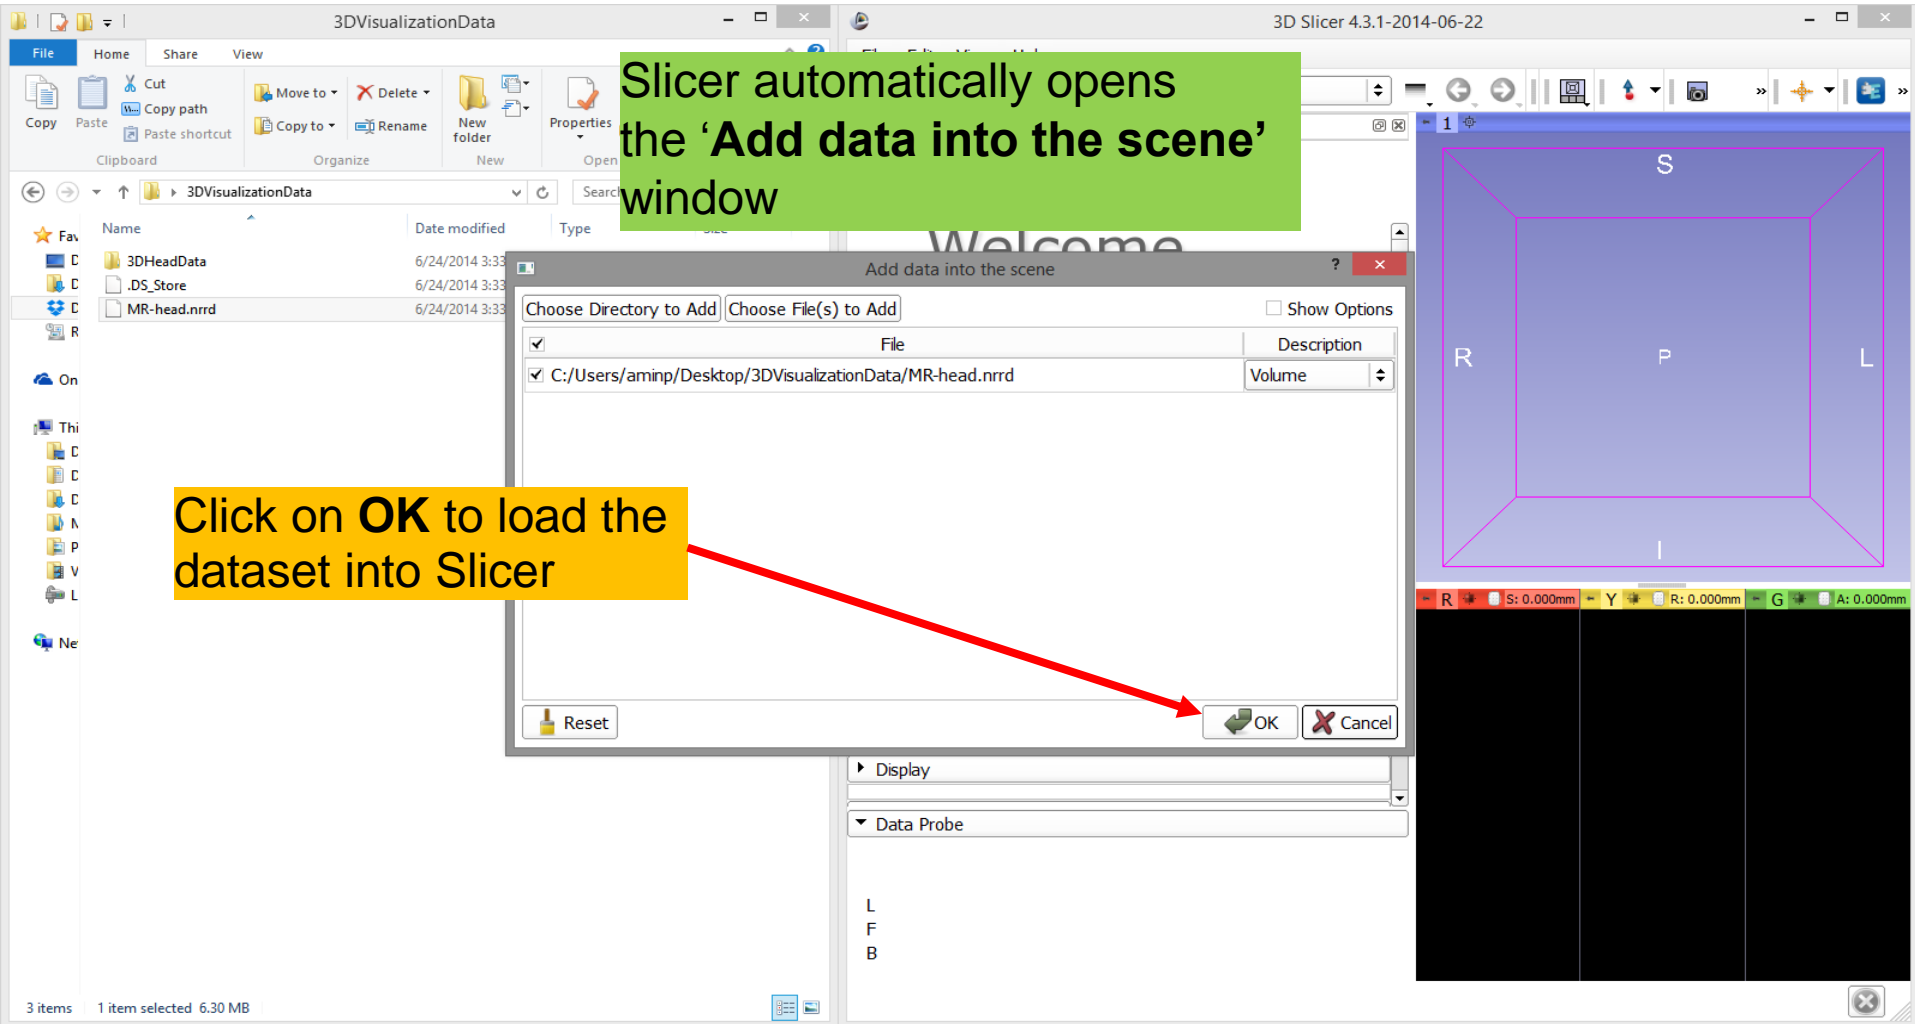 3DVisualizationData
File Home Share View
Copy
Paste
Cut
Copy path
Paste shortcut
Clipboard
Move to
Copy to
Delete
Rename
Organize
New folder
New
Properties
Open
3DVisualizationData
Name Date modified Type
3DHeadData 6/24/2014 3:33
.DS_Store 6/24/2014 3:33
MR-head.nrrd 6/24/2014 3:33
3 items 1 item selected 6.30 MB
3D Slicer 4.3.1-2014-06-22
Slicer automatically opens
the ‘Add data into the scene’
window
Welcome
Add data into the scene
Choose Directory to Add Choose File(s) to Add Show Options
File Description
C:/Users/aminp/Desktop/3DVisualizationData/MR-head.nrrd Volume
Click on OK to load the
dataset into Slicer
Reset OK Cancel
Display
Data Probe
L
F
B
1
S
R P L
I
R S: 0.000mm Y R: 0.000mm G A: 0.000mm